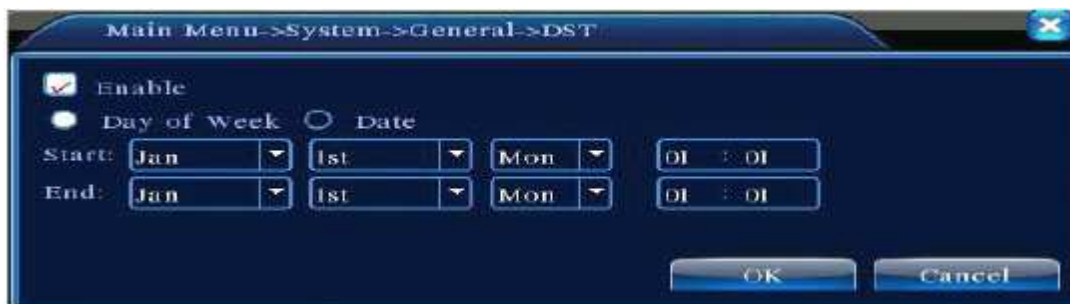 Main Menu->System->General->DST
Enable
Day of Week Date
Start: Jan 1st Mon 01 : 01
End: Jan 1st Mon 01 : 01
OK Cancel